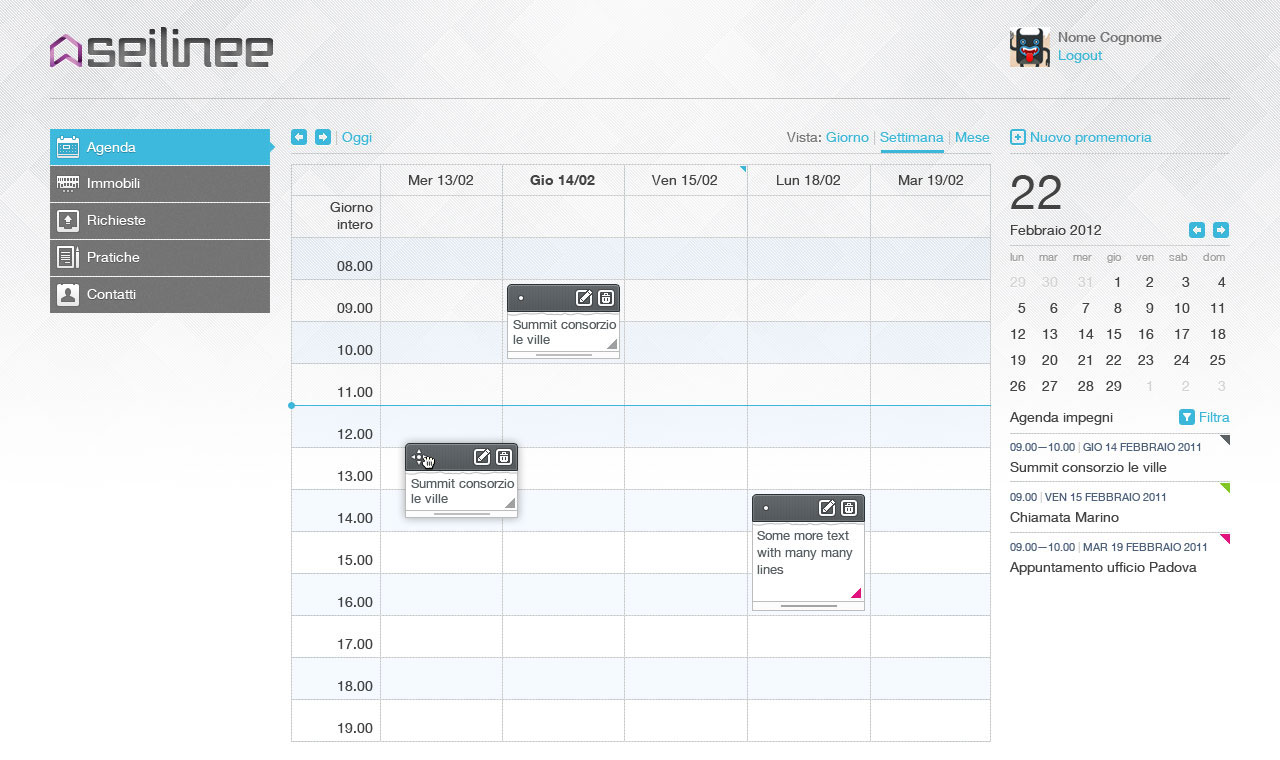 seilinee
Nome Cognome
Logout
Agenda
Immobili
Richieste
Pratiche
Contatti
Oggi
Vista: Giorno | Settimana | Mese
Mer 13/02 Gio 14/02 Ven 15/02 Lun 18/02 Mar 19/02
Giorno
intero
08.00
09.00
10.00
11.00
12.00
13.00
14.00
15.00
16.00
17.00
18.00
19.00
Summit consorzio
le ville
Summit consorzio
le ville
Some more text
with many many
lines
Nuovo promemoria
22
Febbraio 2012
lun mar mer gio ven sab dom
29 30 31 1 2 3 4
5 6 7 8 9 10 11
12 13 14 15 16 17 18
19 20 21 22 23 24 25
26 27 28 29 1 2 3
Agenda impegni
Filtra
09.00—10.00 | GIO 14 FEBBRAIO 2011
Summit consorzio le ville
09.00 | VEN 15 FEBBRAIO 2011
Chiamata Marino
09.00—10.00 | MAR 19 FEBBRAIO 2011
Appuntamento ufficio Padova